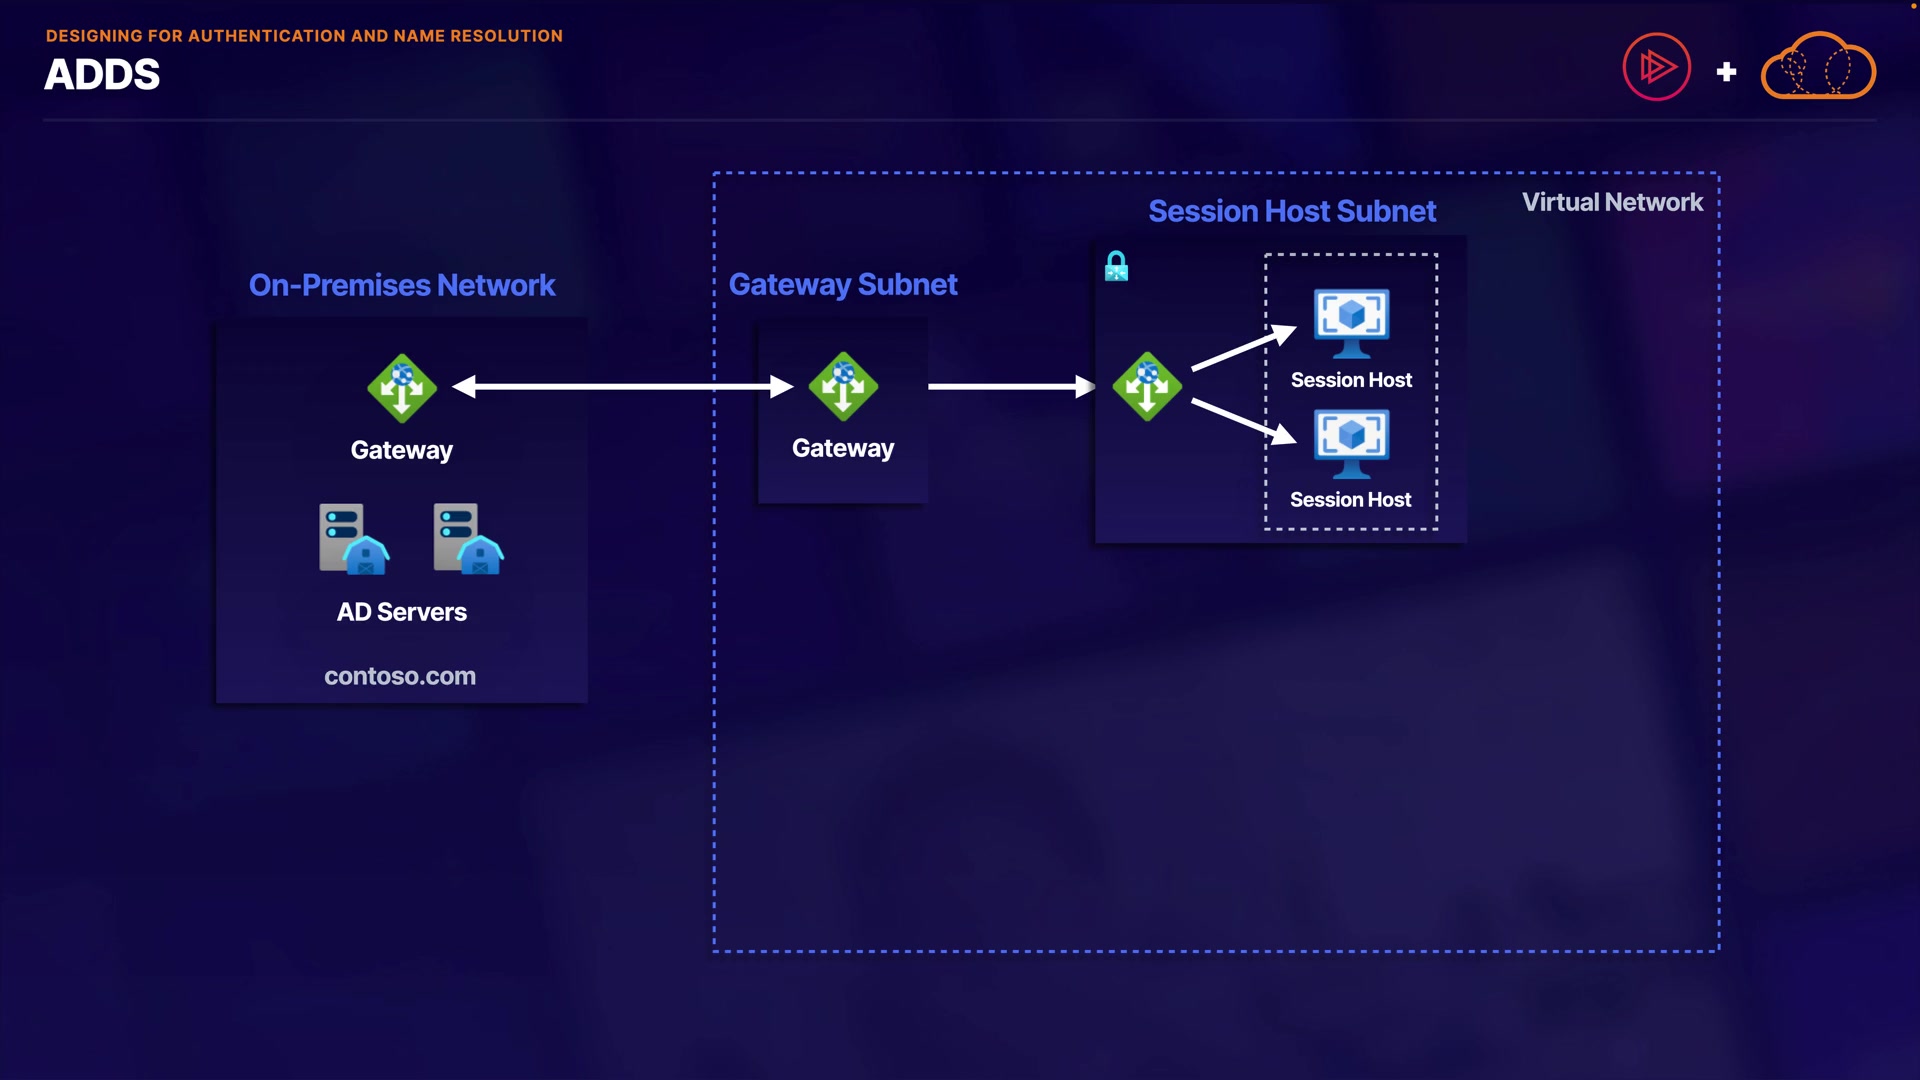 DESIGNING FOR AUTHENTICATION AND NAME RESOLUTION
ADDS
Virtual Network
Session Host Subnet
On-Premises Network
Gateway Subnet
Session Host
Gateway
Gateway
Session Host
AD Servers
contoso.com